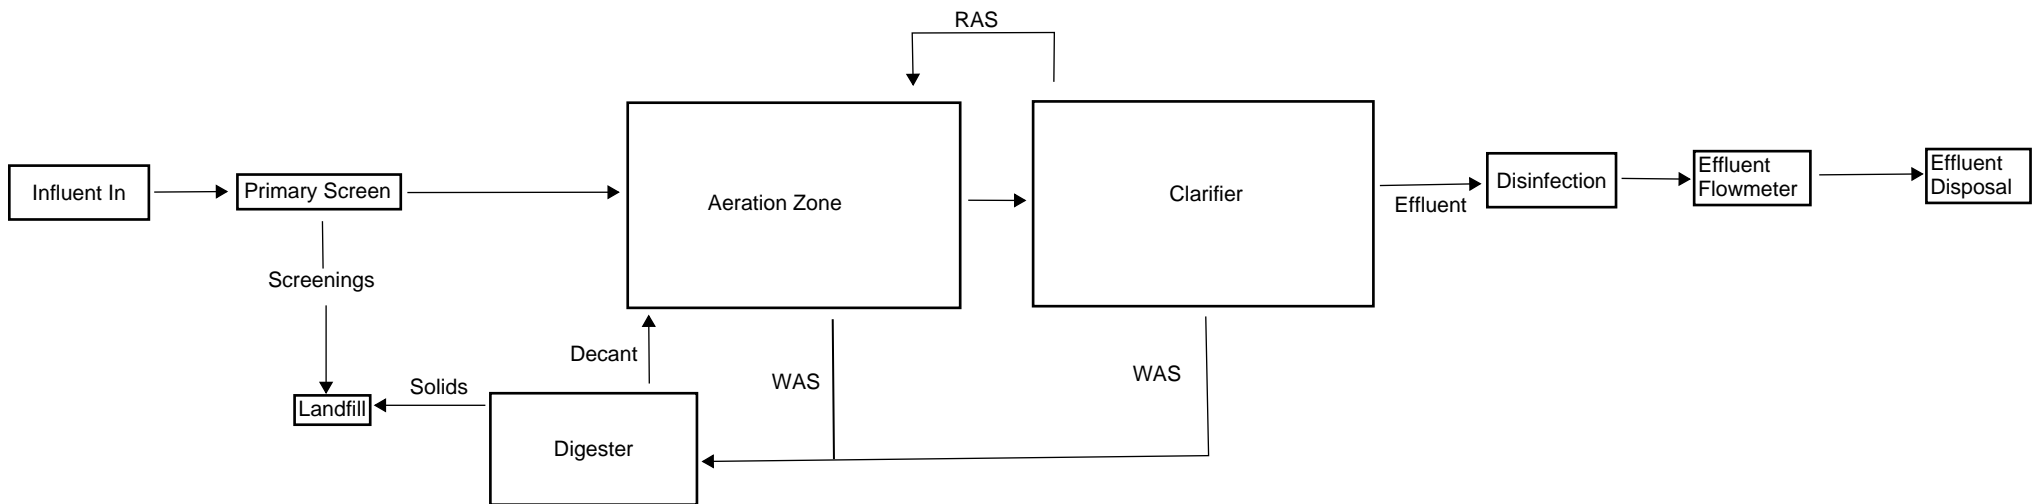 RAS
Influent In
Primary Screen
Aeration Zone
Clarifier
Effluent
Disinfection
Effluent
Flowmeter
Effluent
Disposal
Screenings
Decant
WAS
WAS
Solids
Landfill
Digester